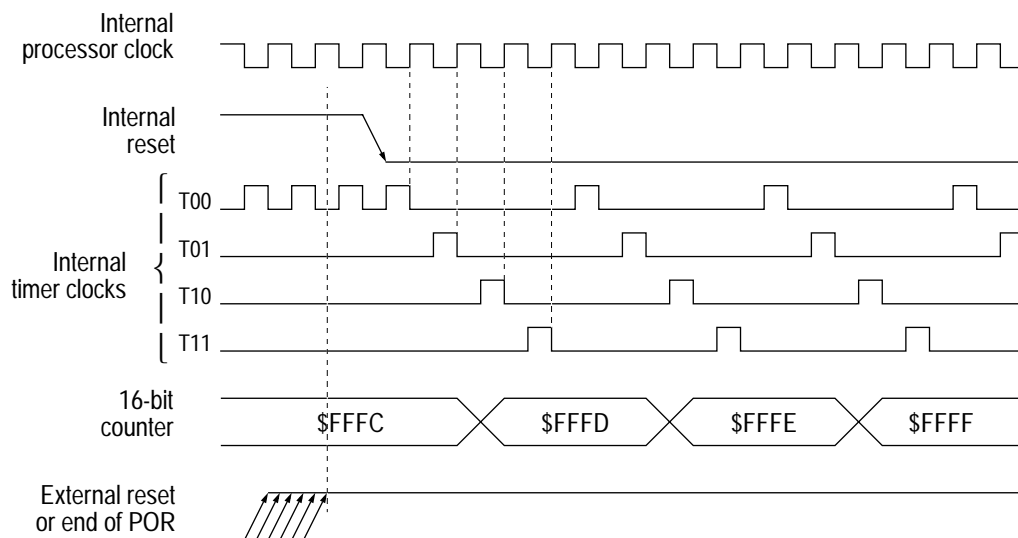 Internal
processor clock
Internal
reset
T00
T01
Internal
timer clocks
T10
T11
16-bit
counter
$FFFC
$FFFD
$FFFE
$FFFF
External reset
or end of POR